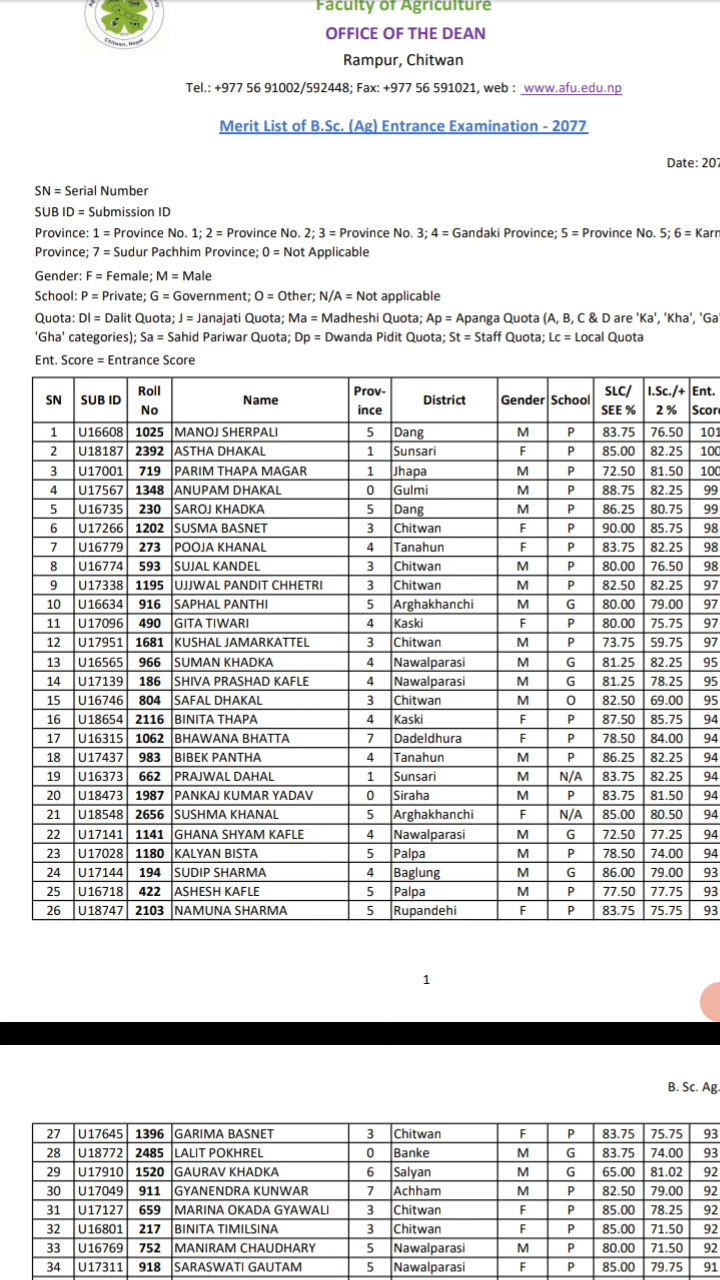 Faculty of Agriculture
OFFICE OF THE DEAN
Rampur, Chitwan
Chitwan, Nepal
Tel.: +977 56 91002/592448; Fax: +977 56 591021, web : www.afu.edu.np
Merit List of B.Sc. (Ag) Entrance Examination - 2077
Date: 207
SN = Serial Number
SUB ID = Submission ID
Province: 1 = Province No. 1; 2 = Province No. 2; 3 = Province No. 3; 4 = Gandaki Province; 5 = Province No. 5; 6 = Karn
Province; 7 = Sudur Pachhim Province; 0 = Not Applicable
Gender: F = Female; M = Male
School: P = Private; G = Government; O = Other; N/A = Not applicable
Quota: Dl = Dalit Quota; J = Janajati Quota; Ma = Madheshi Quota; Ap = Apanga Quota (A, B, C & D are 'Ka', 'Kha', 'Ga'
'Gha' categories); Sa = Sahid Pariwar Quota; Dp = Dwanda Pidit Quota; St = Staff Quota; Lc = Local Quota
Ent. Score = Entrance Score
SN SUB ID Roll No Name Prov-ince District Gender School SLC/ SEE % I.Sc./+ 2 % Ent. Score
1 U16608 1025 MANOJ SHERPALI 5 Dang M P 83.75 76.50 101
2 U18187 2392 ASTHA DHAKAL 1 Sunsari F P 85.00 82.25 100
3 U17001 719 PARIM THAPA MAGAR 1 Jhapa M P 72.50 81.50 100
4 U17567 1348 ANUPAM DHAKAL 0 Gulmi M P 88.75 82.25 99
5 U16735 230 SAROJ KHADKA 5 Dang M P 86.25 80.75 99
6 U17266 1202 SUSMA BASNET 3 Chitwan F P 90.00 85.75 98
7 U16779 273 POOJA KHANAL 4 Tanahun F P 83.75 82.25 98
8 U16774 593 SUJAL KANDEL 3 Chitwan M P 80.00 76.50 98
9 U17338 1195 UJJWAL PANDIT CHHETRI 3 Chitwan M P 82.50 82.25 97
10 U16634 916 SAPHAL PANTHI 5 Arghakhanchi M G 80.00 79.00 97
11 U17096 490 GITA TIWARI 4 Kaski F P 80.00 75.75 97
12 U17951 1681 KUSHAL JAMARKATTEL 3 Chitwan M P 73.75 59.75 97
13 U16565 966 SUMAN KHADKA 4 Nawalparasi M G 81.25 82.25 95
14 U17139 186 SHIVA PRASHAD KAFLE 4 Nawalparasi M G 81.25 78.25 95
15 U16746 804 SAFAL DHAKAL 3 Chitwan M O 82.50 69.00 95
16 U18654 2116 BINITA THAPA 4 Kaski F P 87.50 85.75 94
17 U16315 1062 BHAWANA BHATTA 7 Dadeldhura F P 78.50 84.00 94
18 U17437 983 BIBEK PANTHA 4 Tanahun M P 86.25 82.25 94
19 U16373 662 PRAJWAL DAHAL 1 Sunsari M N/A 83.75 82.25 94
20 U18473 1987 PANKAJ KUMAR YADAV 0 Siraha M P 83.75 81.50 94
21 U18548 2656 SUSHMA KHANAL 5 Arghakhanchi F N/A 85.00 80.50 94
22 U17141 1141 GHANA SHYAM KAFLE 4 Nawalparasi M G 72.50 77.25 94
23 U17028 1180 KALYAN BISTA 5 Palpa M P 78.50 74.00 94
24 U17144 194 SUDIP SHARMA 4 Baglung M G 86.00 79.00 93
25 U16718 422 ASHESH KAFLE 5 Palpa M P 77.50 77.75 93
26 U18747 2103 NAMUNA SHARMA 5 Rupandehi F P 83.75 75.75 93
1
B. Sc. Ag.
27 U17645 1396 GARIMA BASNET 3 Chitwan F P 83.75 75.75 93
28 U18772 2485 LALIT POKHREL 0 Banke M G 83.75 74.00 93
29 U17910 1520 GAURAV KHADKA 6 Salyan M G 65.00 81.02 92
30 U17049 911 GYANENDRA KUNWAR 7 Achham M P 82.50 79.00 92
31 U17127 659 MARINA OKADA GYAWALI 3 Chitwan F P 85.00 78.25 92
32 U16801 217 BINITA TIMILSINA 3 Chitwan F P 85.00 71.50 92
33 U16769 752 MANIRAM CHAUDHARY 5 Nawalparasi M P 80.00 71.50 92
34 U17311 918 SARASWATI GAUTAM 5 Nawalparasi F P 85.00 79.75 91